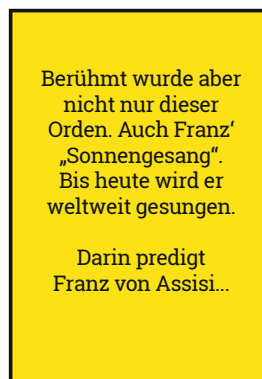 Berühmt wurde aber
nicht nur dieser
Orden. Auch Franz‘
„Sonnengesang“.
Bis heute wird er
weltweit gesungen.
Darin predigt
Franz von Assisi...